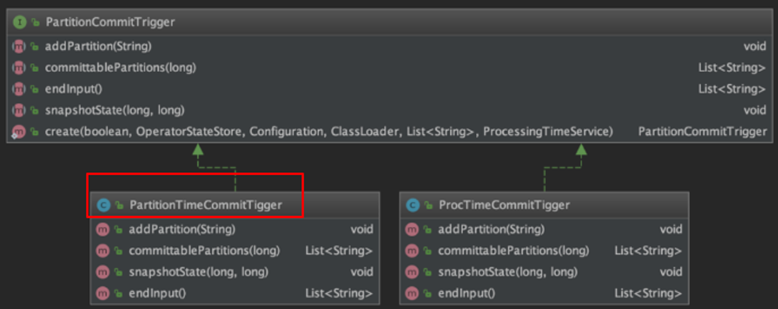 PartitionCommitTrigger
addPartition(String) void
committablePartitions(long) List<String>
endInput() List<String>
snapshotState(long, long) void
create(boolean, OperatorStateStore, Configuration, ClassLoader, List<String>, ProcessingTimeService) PartitionCommitTrigger
PartitionTimeCommitTigger
addPartition(String) void
committablePartitions(long) List<String>
snapshotState(long, long) void
endInput() List<String>
ProcTimeCommitTigger
addPartition(String) void
committablePartitions(long) List<String>
snapshotState(long, long) void
endInput() List<String>